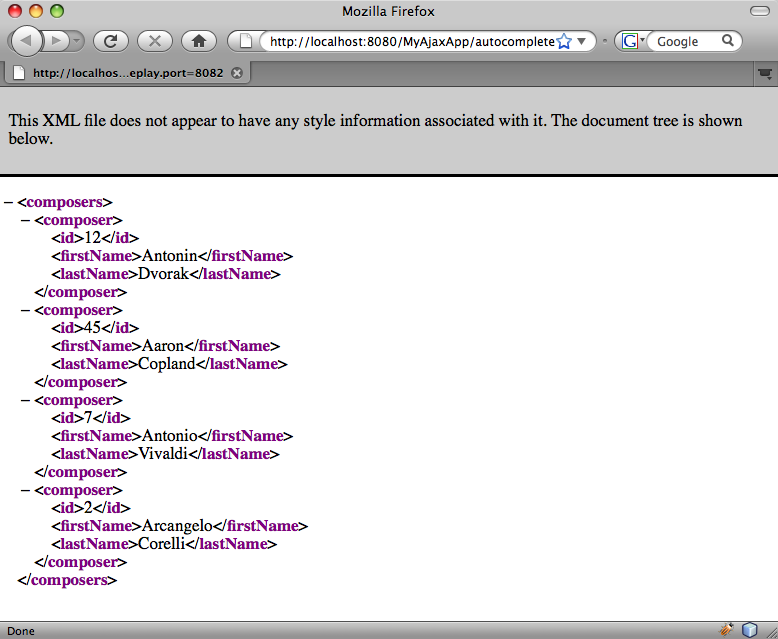 Mozilla Firefox
http://localhost:8080/MyAjaxApp/autocomplete
G
Google
http://localhos...eplay.port=8082
This XML file does not appear to have any style information associated with it. The document tree is shown
below.
− <composers>
− <composer>
<id>12</id>
<firstName>Antonin</firstName>
<lastName>Dvorak</lastName>
</composer>
− <composer>
<id>45</id>
<firstName>Aaron</firstName>
<lastName>Copland</lastName>
</composer>
− <composer>
<id>7</id>
<firstName>Antonio</firstName>
<lastName>Vivaldi</lastName>
</composer>
− <composer>
<id>2</id>
<firstName>Arcangelo</firstName>
<lastName>Corelli</lastName>
</composer>
</composers>
Done